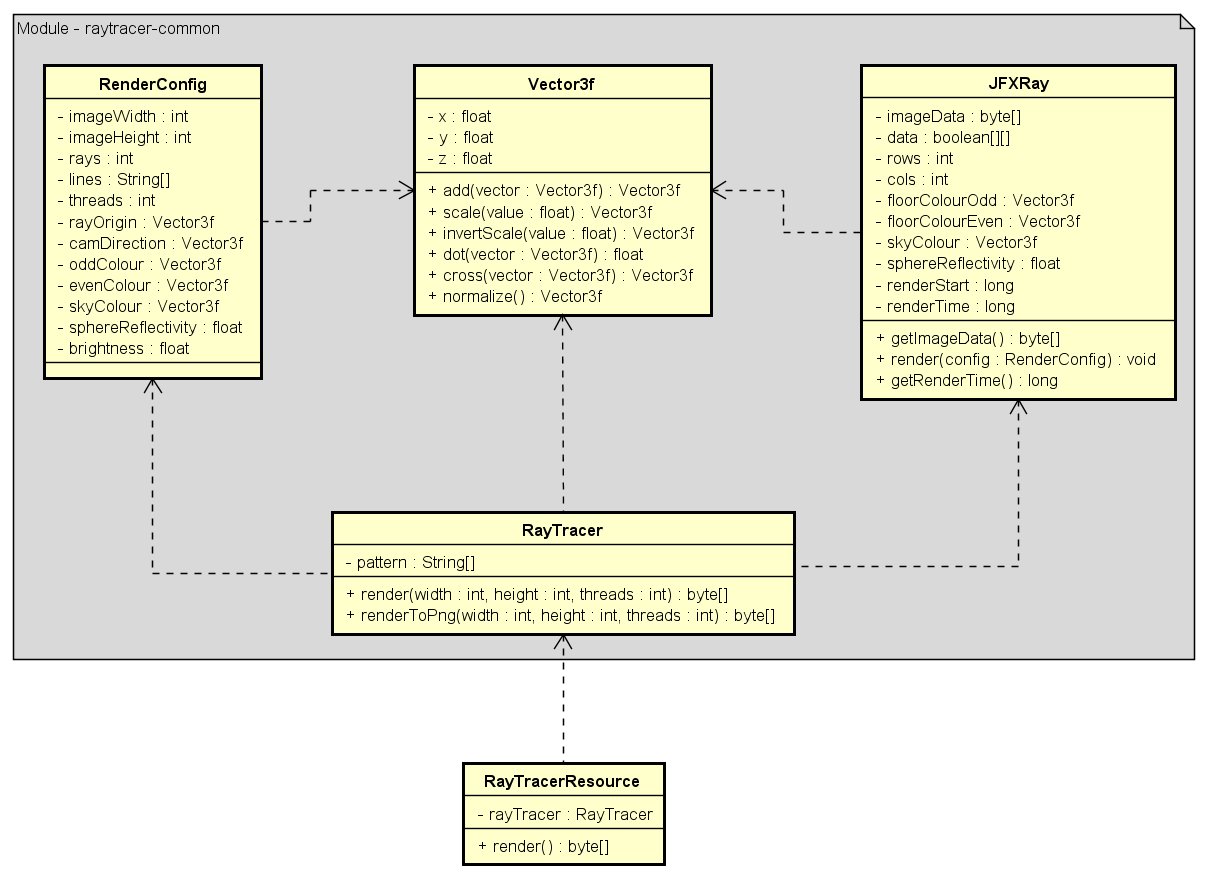 Module - raytracer-common
RenderConfig
- imageWidth : int
- imageHeight : int
- rays : int
- lines : String[]
- threads : int
- rayOrigin : Vector3f
- camDirection : Vector3f
- oddColour : Vector3f
- evenColour : Vector3f
- skyColour : Vector3f
- sphereReflectivity : float
- brightness : float
Vector3f
- x : float
- y : float
- z : float
+ add(vector : Vector3f) : Vector3f
+ scale(value : float) : Vector3f
+ invertScale(value : float) : Vector3f
+ dot(vector : Vector3f) : float
+ cross(vector : Vector3f) : Vector3f
+ normalize() : Vector3f
JFXRay
- imageData : byte[]
- data : boolean[][]
- rows : int
- cols : int
- floorColourOdd : Vector3f
- floorColourEven : Vector3f
- skyColour : Vector3f
- sphereReflectivity : float
- renderStart : long
- renderTime : long
+ getImageData() : byte[]
+ render(config : RenderConfig) : void
+ getRenderTime() : long
RayTracer
- pattern : String[]
+ render(width : int, height : int, threads : int) : byte[]
+ renderToPng(width : int, height : int, threads : int) : byte[]
RayTracerResource
- rayTracer : RayTracer
+ render() : byte[]